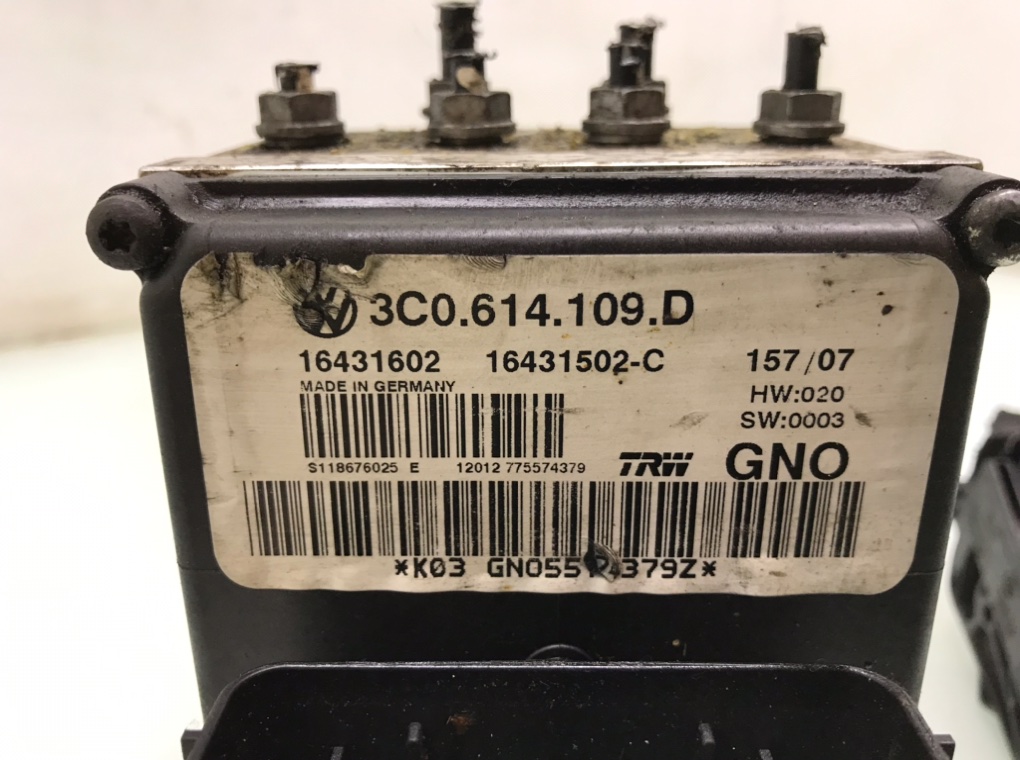 3C0.614.109.D
16431602 16431502-C 157/07
MADE IN GERMANY
HW:020
SW:0003
S118676025 E 12012 775574379
TRW GNO
*K03